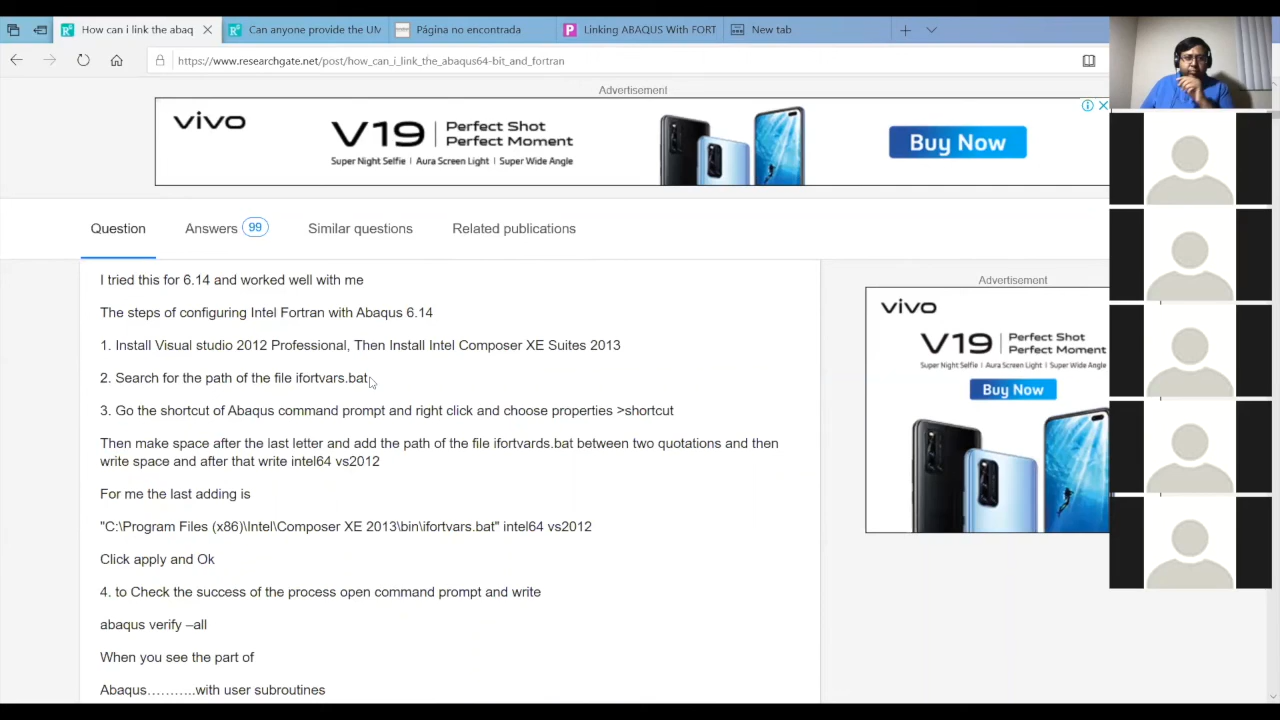 How can i link the abaq
Can anyone provide the UM
Página no encontrada
Linking ABAQUS With FORT
New tab
https://www.researchgate.net/post/how_can_i_link_the_abaqus64-bit_and_fortran
Advertisement
vivo
V19
Perfect Shot
Perfect Moment
Super Night Selfie | Aura Screen Light | Super Wide Angle
Buy Now
Question
Answers 99
Similar questions
Related publications
I tried this for 6.14 and worked well with me
The steps of configuring Intel Fortran with Abaqus 6.14
1. Install Visual studio 2012 Professional, Then Install Intel Composer XE Suites 2013
2. Search for the path of the file ifortvars.bat
3. Go the shortcut of Abaqus command prompt and right click and choose properties >shortcut
Then make space after the last letter and add the path of the file ifortvards.bat between two quotations and then
write space and after that write intel64 vs2012
For me the last adding is
"C:\Program Files (x86)\Intel\Composer XE 2013\bin\ifortvars.bat" intel64 vs2012
Click apply and Ok
4. to Check the success of the process open command prompt and write
abaqus verify –all
When you see the part of
Abaqus………..with user subroutines
Advertisement
vivo
V19
Perfect Shot
Perfect Moments
Super Night Selfie | Aura Screen Light | Super Wide Angle
Buy Now